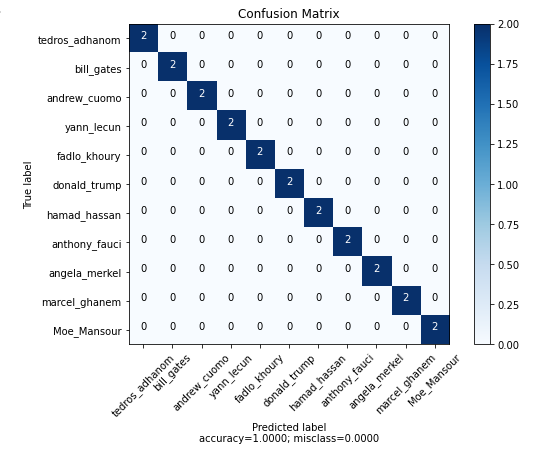 Confusion Matrix
True label
tedros_adhanom 2 0 0 0 0 0 0 0 0 0 0
bill_gates 0 2 0 0 0 0 0 0 0 0 0
andrew_cuomo 0 0 2 0 0 0 0 0 0 0 0
yann_lecun 0 0 0 2 0 0 0 0 0 0 0
fadlo_khoury 0 0 0 0 2 0 0 0 0 0 0
donald_trump 0 0 0 0 0 2 0 0 0 0 0
hamad_hassan 0 0 0 0 0 0 2 0 0 0 0
anthony_fauci 0 0 0 0 0 0 0 2 0 0 0
angela_merkel 0 0 0 0 0 0 0 0 2 0 0
marcel_ghanem 0 0 0 0 0 0 0 0 0 2 0
Moe_Mansour 0 0 0 0 0 0 0 0 0 0 2
tedros_adhanom
bill_gates
andrew_cuomo
yann_lecun
fadlo_khoury
donald_trump
hamad_hassan
anthony_fauci
angela_merkel
marcel_ghanem
Moe_Mansour
Predicted label
accuracy=1.0000; misclass=0.0000
2.00
1.75
1.50
1.25
1.00
0.75
0.50
0.25
0.00